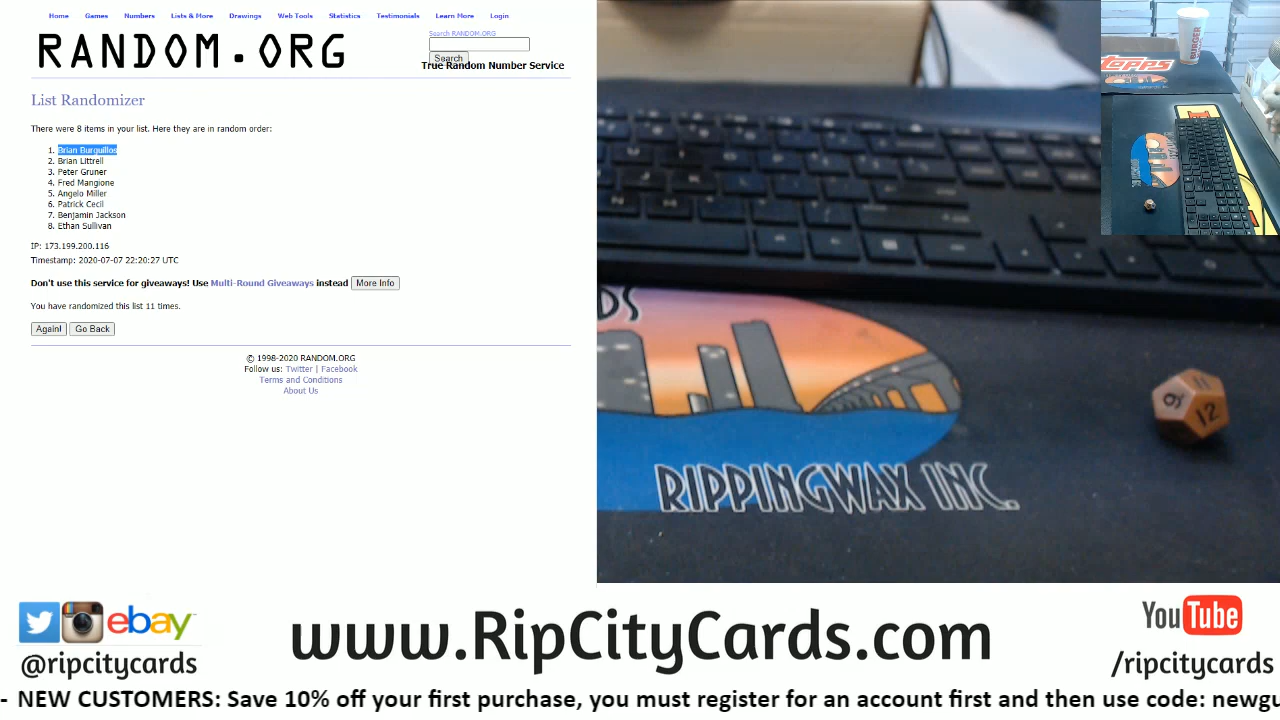 Home Games Numbers Lists & More Drawings Web Tools Statistics Testimonials Learn More Login
RANDOM.ORG
Search RANDOM.ORG
Search
True Random Number Service
List Randomizer
There were 8 items in your list. Here they are in random order:
1. Brian Burguillos
2. Brian Littrell
3. Peter Gruner
4. Fred Mangione
5. Angelo Miller
6. Patrick Cecil
7. Benjamin Jackson
8. Ethan Sullivan
IP: 173.199.200.116
Timestamp: 2020-07-07 22:20:27 UTC
Don't use this service for giveaways! Use Multi-Round Giveaways instead More Info
You have randomized this list 11 times.
Again! Go Back
© 1998-2020 RANDOM.ORG
Follow us: Twitter | Facebook
Terms and Conditions
About Us
topps
BURGER
DS
RIPPINGWAX INC.
9 11 12
ebay
@ripcitycards
www.RipCityCards.com
YouTube
/ripcitycards
- NEW CUSTOMERS: Save 10% off your first purchase, you must register for an account first and then use code: newgu